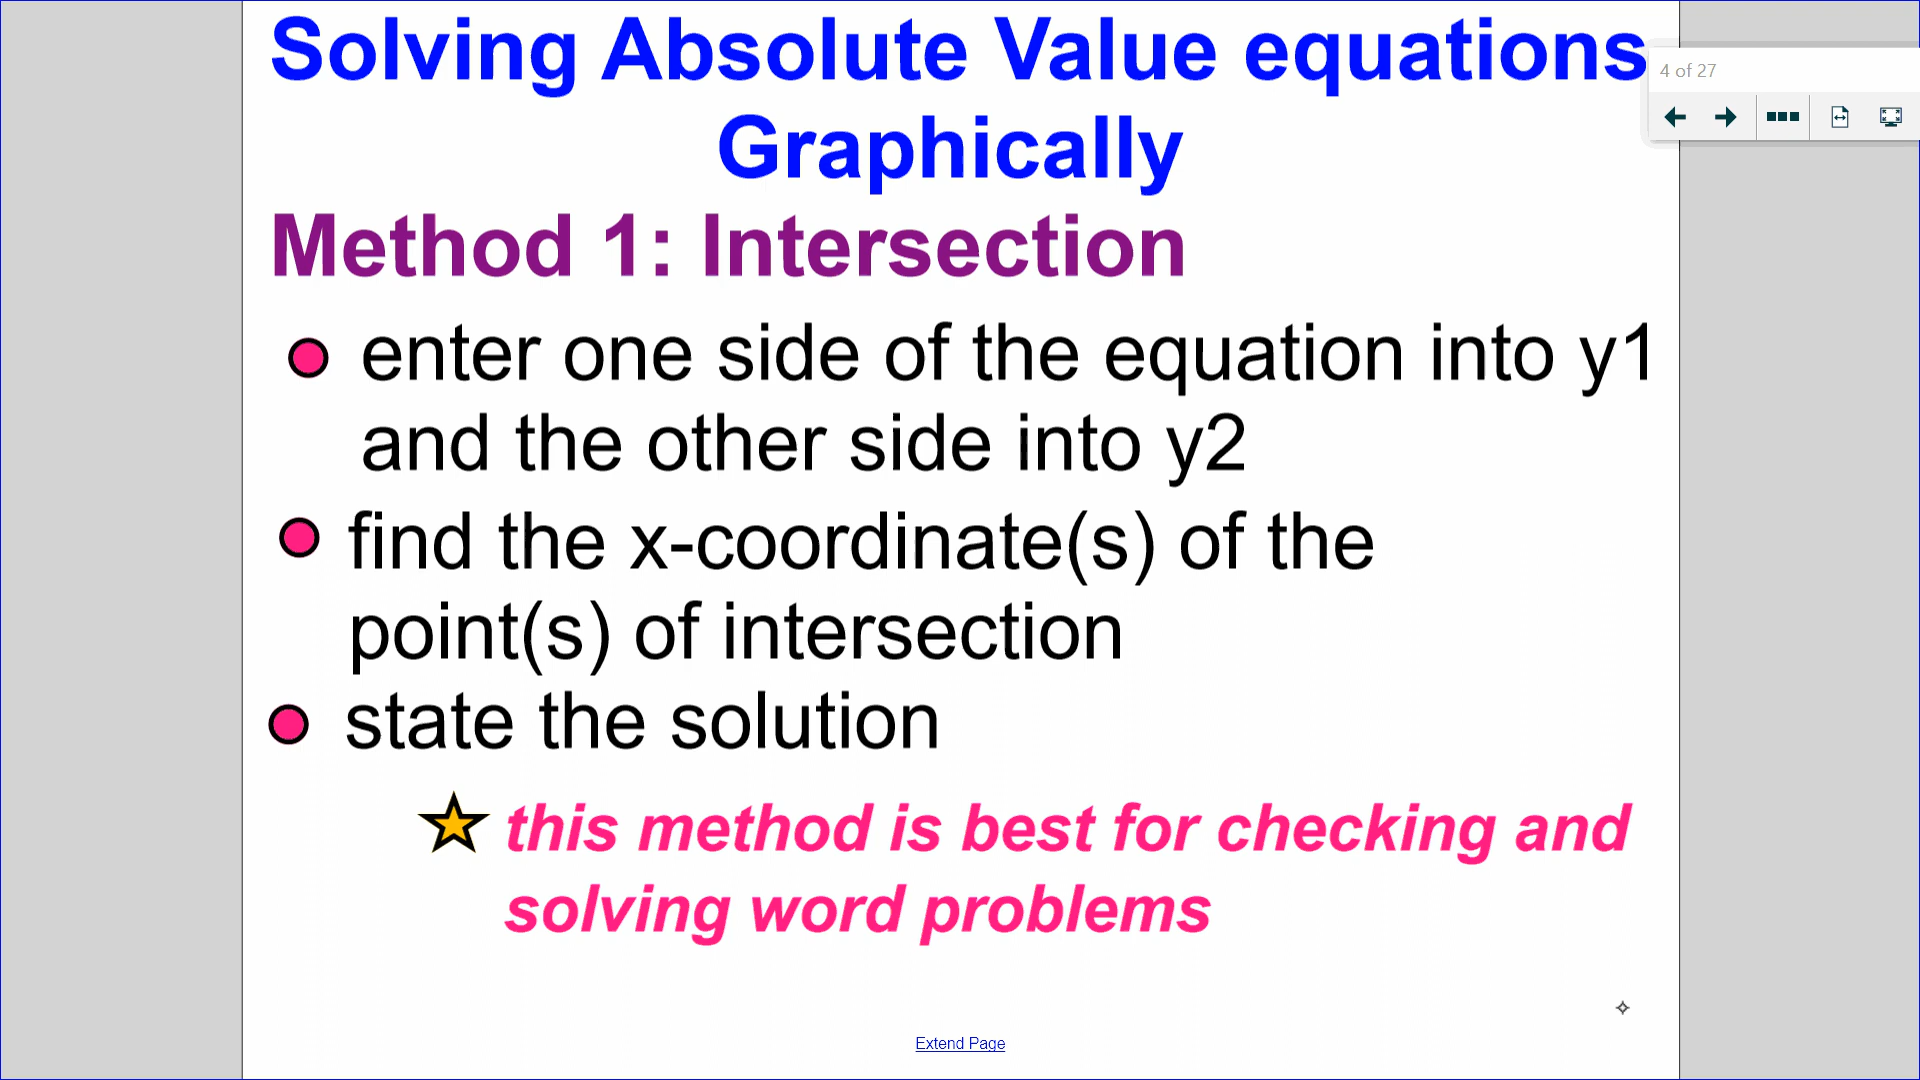 Solving Absolute Value equations
Graphically
4 of 27
Method 1: Intersection
enter one side of the equation into y1
and the other side into y2
find the x-coordinate(s) of the
point(s) of intersection
state the solution
this method is best for checking and
solving word problems
Extend Page